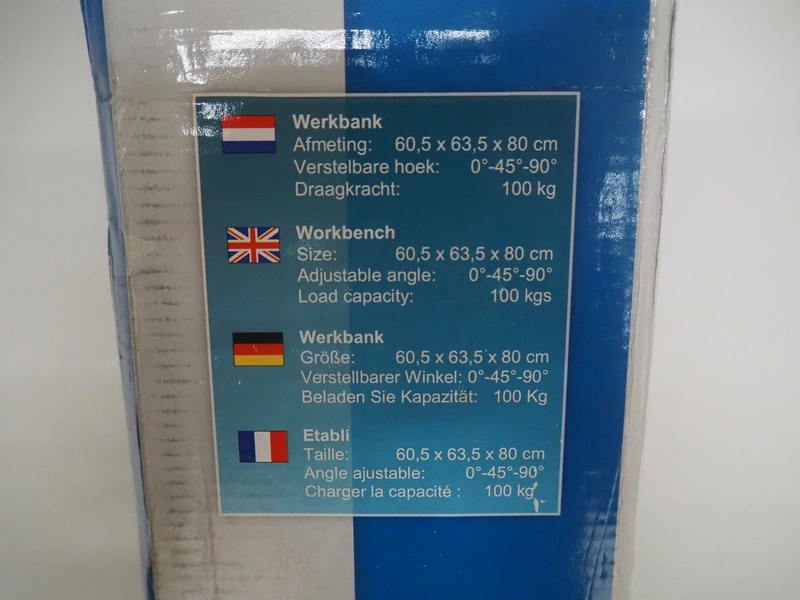 Werkbank
Afmeting: 60,5 x 63,5 x 80 cm
Verstelbare hoek: 0°-45°-90°
Draagkracht: 100 kg
Workbench
Size: 60,5 x 63,5 x 80 cm
Adjustable angle: 0°-45°-90°
Load capacity: 100 kgs
Werkbank
Größe: 60,5 x 63,5 x 80 cm
Verstellbarer Winkel: 0°-45°-90°
Beladen Sie Kapazität: 100 Kg
Etabli
Taille: 60,5 x 63,5 x 80 cm
Angle ajustable: 0°-45°-90°
Charger la capacité : 100 kg